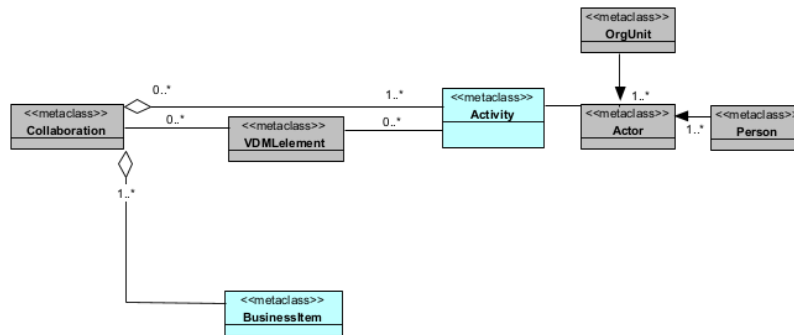 <<metaclass>>
OrgUnit
0..*
1..*
<<metaclass>>
Activity
1..*
<<metaclass>>
Collaboration
0..*
<<metaclass>>
VDMLelement
0..*
<<metaclass>>
Actor
1..*
<<metaclass>>
Person
1..*
<<metaclass>>
BusinessItem